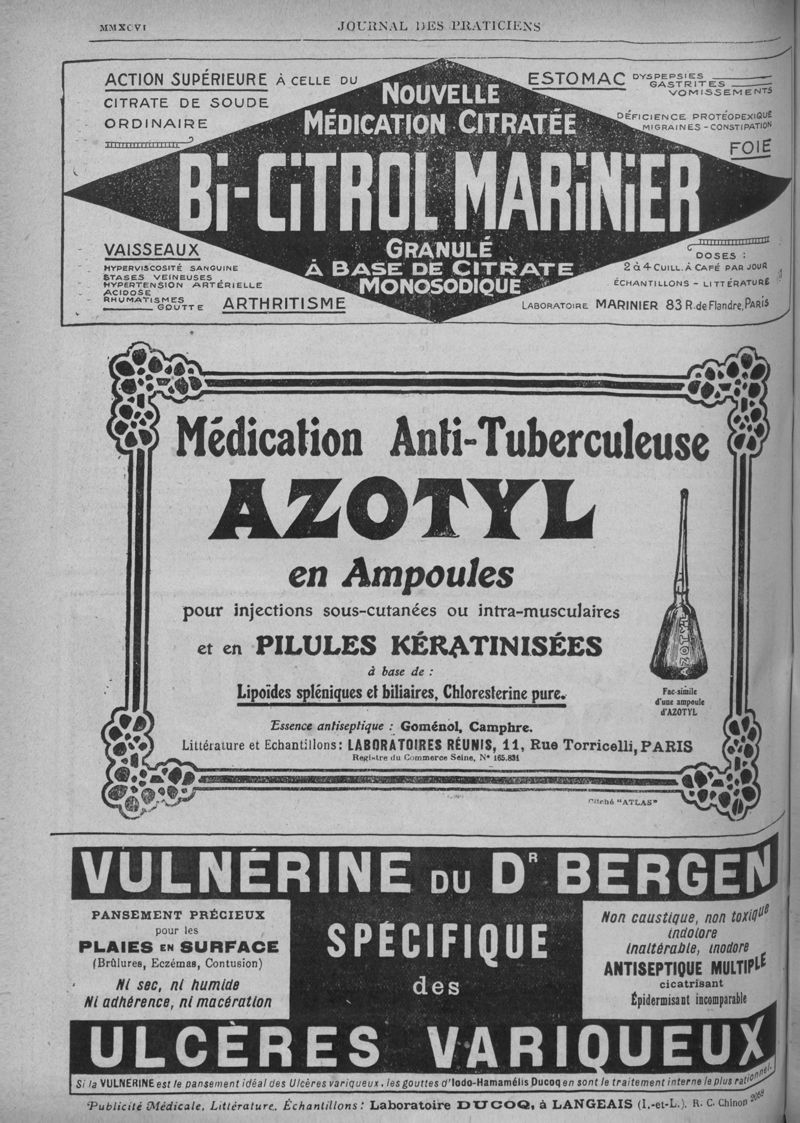 MMXCVI
JOURNAL DES PRATICIENS
ACTION SUPÉRIEURE À CELLE DU
CITRATE DE SOUDE
ORDINAIRE
NOUVELLE
MÉDICATION CITRATÉE
ESTOMAC
DYSPEPSIES
GASTRITES
VOMISSEMENTS
DÉFICIENCE PROTÉOPEXIQUE
MIGRAINES - CONSTIPATION
FOIE
Bi-CiTROL MARiNiER
VAISSEAUX
HYPERVISCOSITÉ SANGUINE
STASES VEINEUSES
HYPERTENSION ARTÉRIELLE
ACIDOSE
RHUMATISMES
GOUTTE
ARTHRITISME
GRANULÉ
À BASE DE CITRATE
MONOSODIQUE
DOSES :
2 à 4 CUILL. À CAFÉ PAR JOUR
ÉCHANTILLONS - LITTÉRATURE
LABORATOIRE MARINIER 83 R. de Flandre, PARIS
Médication Anti-Tuberculeuse
AZOTYL
en Ampoules
pour injections sous-cutanées ou intra-musculaires
et en PILULES KÉRATINISÉES
à base de :
Lipoïdes spléniques et biliaires, Chloresterine pure.
AZOTYL
Fac-simile
d'une ampoule
d'AZOTYL
Essence antiseptique : Goménol, Camphre.
Littérature et Echantillons : LABORATOIRES RÉUNIS, 11, Rue Torricelli, PARIS
Registre du Commerce Seine, N° 165.831
Cliché "ATLAS"
VULNÉRINE DU DR BERGEN
PANSEMENT PRÉCIEUX
pour les
PLAIES EN SURFACE
(Brûlures, Eczémas, Contusion)
Ni sec, ni humide
Ni adhérence, ni macération
SPÉCIFIQUE
des
Non caustique, non toxique
indolore
inaltérable, inodore
ANTISEPTIQUE MULTIPLE
cicatrisant
Épidermisant incomparable
ULCÈRES VARIQUEUX
Si la VULNERINE est le pansement idéal des Ulcères variqueux, les gouttes d'Iodo-Hamamélis Ducoq en sont le traitement interne le plus rationnel.
Publicité Médicale, Littérature, Échantillons : Laboratoire DUCOQ, à LANGEAIS (I.-et-L.). R. C. Chinon 2068